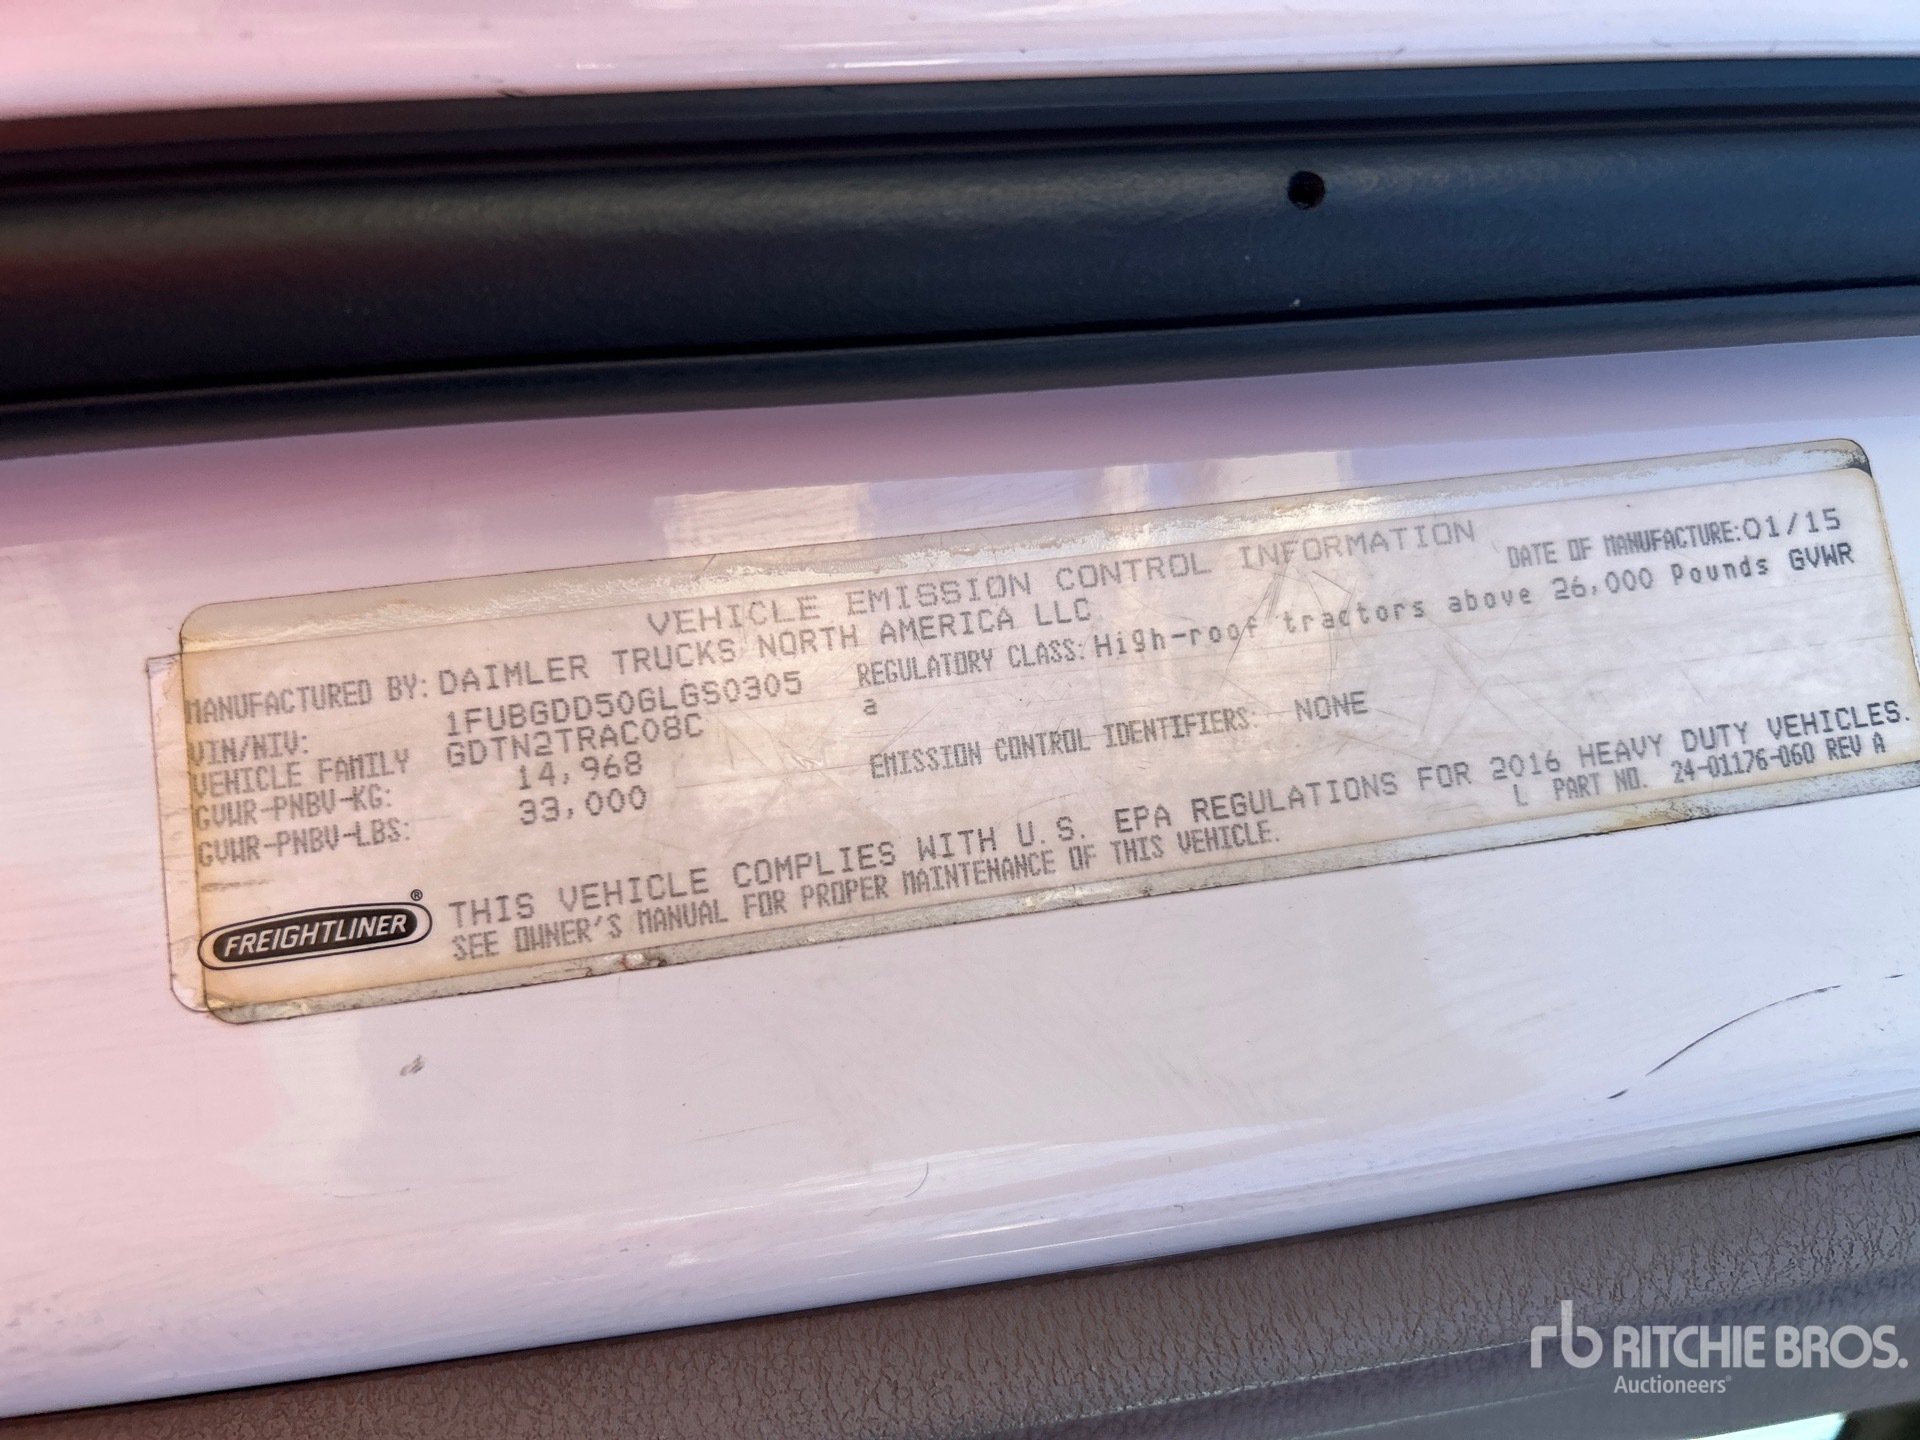 VEHICLE EMISSION CONTROL INFORMATION
DATE OF MANUFACTURE:01/15
MANUFACTURED BY: DAIMLER TRUCKS NORTH AMERICA LLC
REGULATORY CLASS: High-roof tractors above 26,000 Pounds GVWR
a
VIN/NIV: 1FUBGDD50GLGS0305
VEHICLE FAMILY GDTN2TRAC08C
EMISSION CONTROL IDENTIFIERS: NONE
GVWR-PNBV-KG: 14,968
GVWR-PNBV-LBS: 33,000
THIS VEHICLE COMPLIES WITH U.S. EPA REGULATIONS FOR 2016 HEAVY DUTY VEHICLES.
SEE OWNER'S MANUAL FOR PROPER MAINTENANCE OF THIS VEHICLE.
L PART NO. 24-01176-060 REV A
FREIGHTLINER®
rb RITCHIE BROS.
Auctioneers